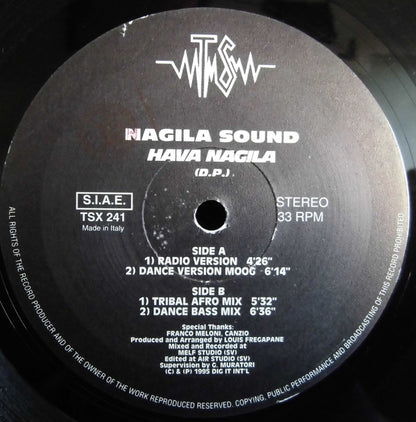 TS
NAGILA SOUND
HAVA NAGILA
(D.P.)
S.I.A.E.
TSX 241
Made in Italy
STEREO
33 RPM
SIDE A
1) RADIO VERSION 4'26"
2) DANCE VERSION MOOG 6'14"
SIDE B
1) TRIBAL AFRO MIX 5'32"
2) DANCE BASS MIX 6'36"
Special Thanks:
FRANCO MELONI, CANZIO
Produced and Arranged by LOUIS FREGAPANE
Mixed and Recorded at
MELF STUDIO (SV)
Edited at AIR STUDIO (SV)
Supervision by G. MURATORI
(C) & (P) 1995 DIG IT INT'L
ALL RIGHTS OF THE RECORD PRODUCER AND OF THE OWNER OF THE WORK REPRODUCED RESERVED. COPYING, PUBLIC PERFORMANCE AND BROADCASTING OF THIS RECORD PROHIBITED